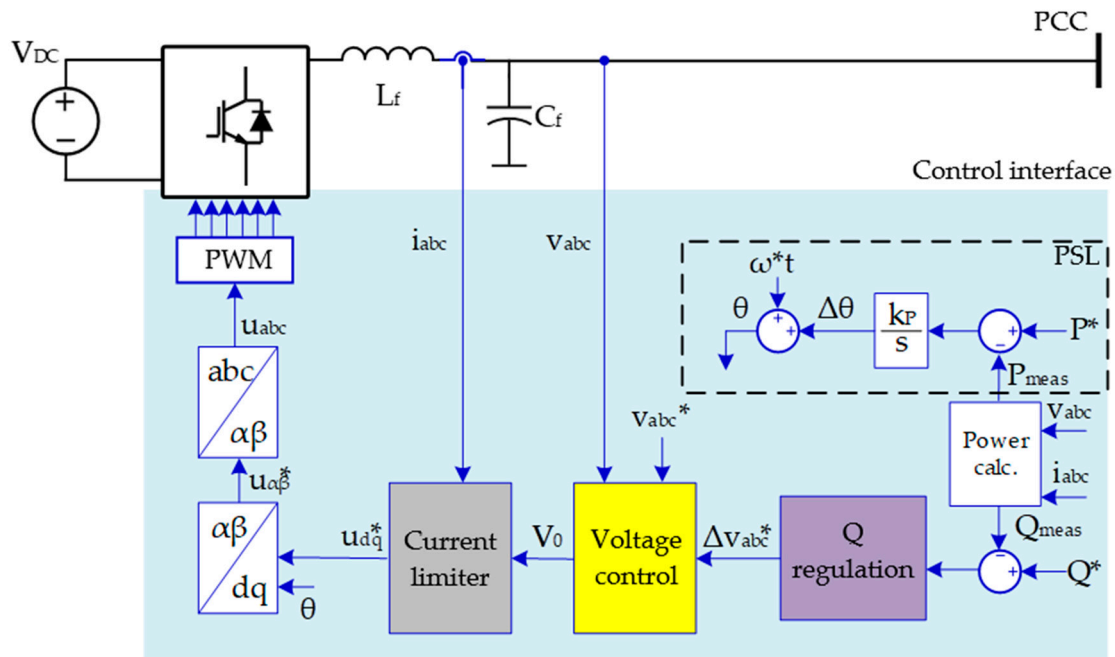 PCC
VDC
+
−
Lf
Cf
Control interface
iabc
vabc
PWM
PSL
ω*t
θ
+
+
Δθ
kP
s
+
−
P*
uabc
Pmeas
abc
αβ
vabc*
Power
calc.
vabc
iabc
uαβ*
αβ
dq
θ
udq*
Current
limiter
V0
Voltage
control
Δvabc*
Q
regulation
Qmeas
−
+
Q*